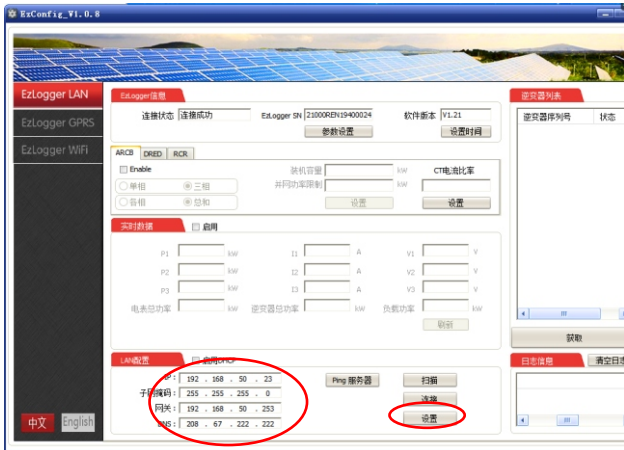 EzConfig_V1.0.8
EzLogger LAN
EzLogger GPRS
EzLogger WiFi
中文 English
EzLogger信息
连接状态 连接成功 EzLogger SN 21000REN19400024 软件版本 V1.21
参数设置 设置时间
ARCB DRED RCR
Enable 装机容量 kW CT电流比率
单相 三相 并网功率限制 kW
各相 总和 设置 设置
实时数据 启用
P1 kW I1 A V1 V
P2 kW I2 A V2 V
P3 kW I3 A V3 V
电表总功率 kW 逆变器总功率 kW 负载功率 kW
刷新
LAN配置 启用DHCP
IP: 192 . 168 . 50 . 23 Ping 服务器 扫描
子网掩码: 255 . 255 . 255 . 0 连接
网关: 192 . 168 . 50 . 253 设置
DNS: 208 . 67 . 222 . 222
逆变器列表
逆变器序列号 状态
获取
日志信息 清空日志